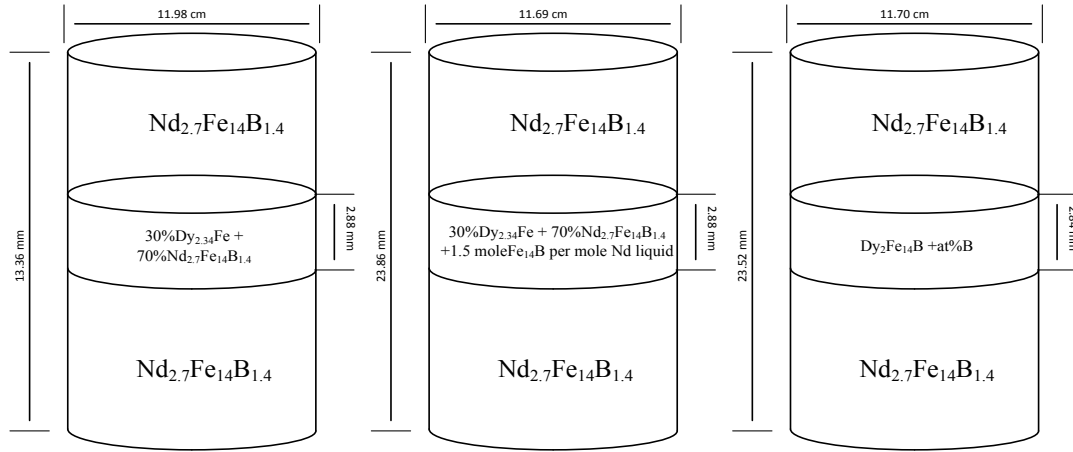 11.98 cm
11.69 cm
11.70 cm
Nd2.7Fe14B1.4
Nd2.7Fe14B1.4
Nd2.7Fe14B1.4
13.36 mm
30%Dy2.34Fe +
70%Nd2.7Fe14B1.4
2.88 mm
23.86 mm
30%Dy2.34Fe + 70%Nd2.7Fe14B1.4
+1.5 moleFe14B per mole Nd liquid
2.88 mm
23.52 mm
Dy2Fe14B +at%B
2.84 mm
Nd2.7Fe14B1.4
Nd2.7Fe14B1.4
Nd2.7Fe14B1.4